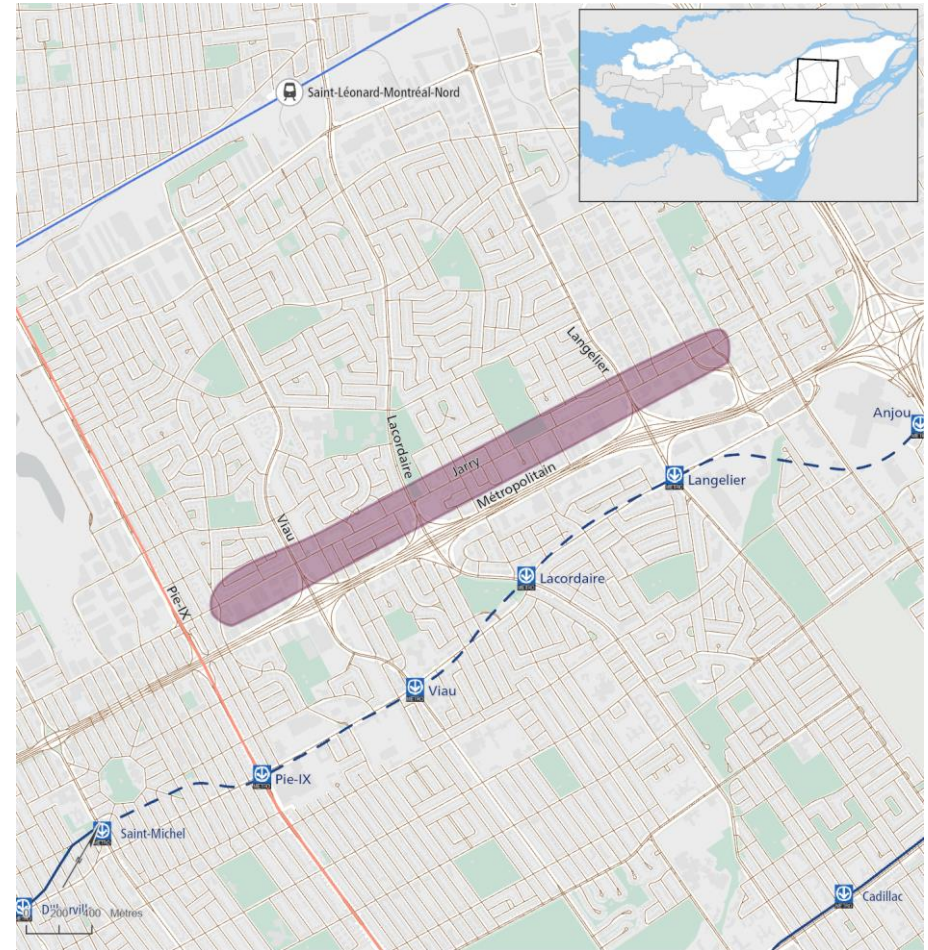 Saint-Léonard-Montréal-Nord
Langelier
Anjou
Lacordaire
Jarry
Métropolitain
Langelier
Viau
Lacordaire
Pie-IX
Viau
Pie-IX
Saint-Michel
Cadillac
200 400 Mètres